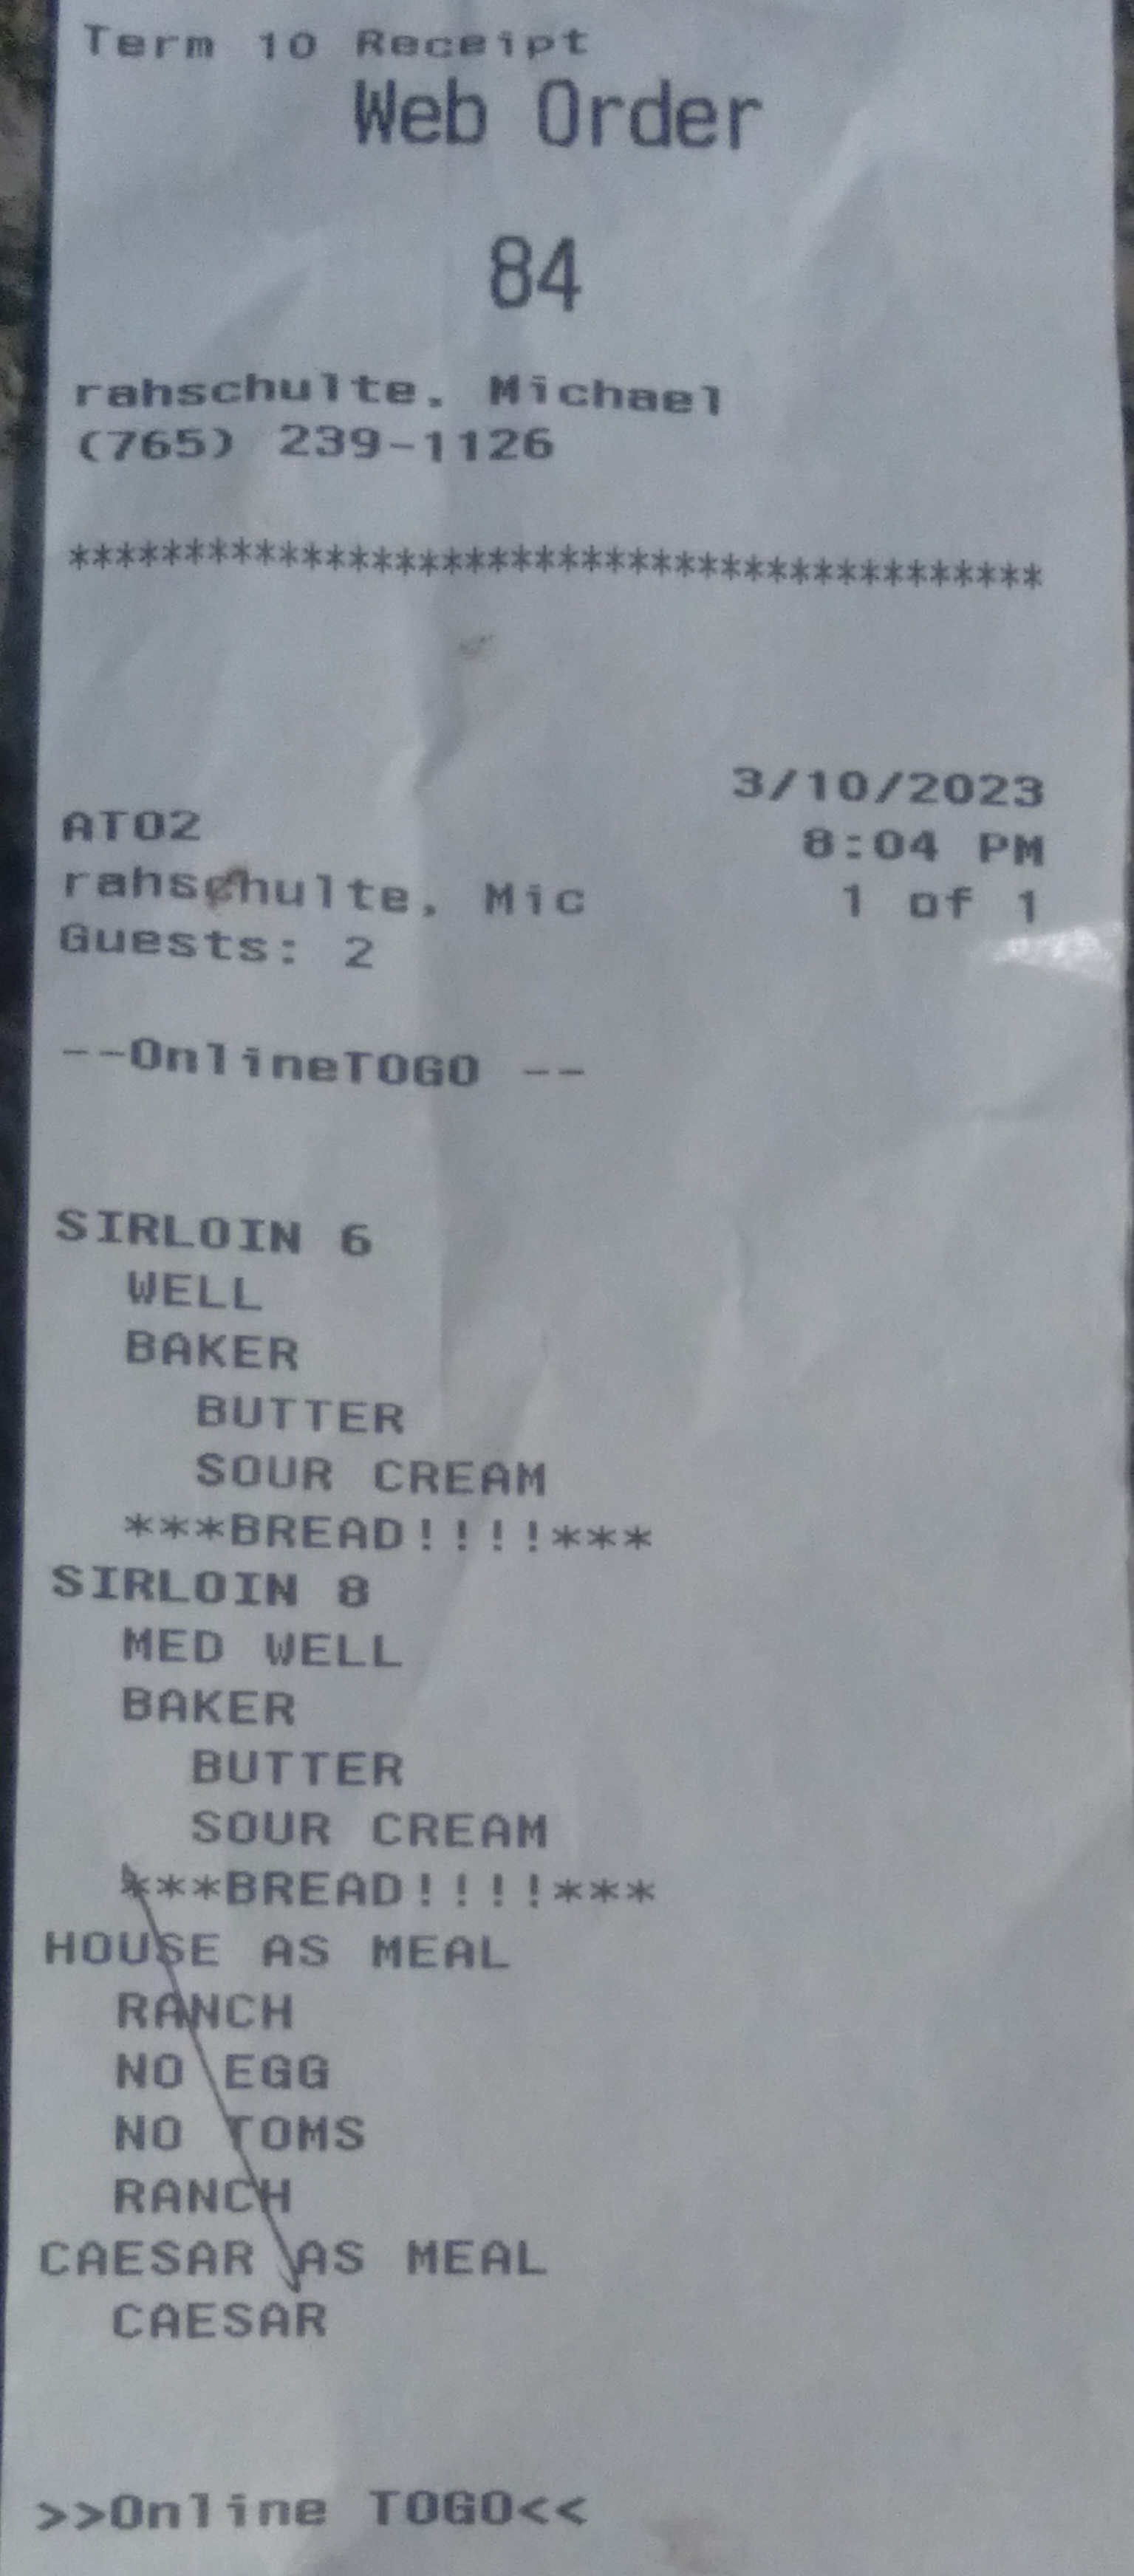 Term 10 Receipt
Web Order
84
rahschulte, Michael
(765) 239-1126
******************************************
3/10/2023
AT02 8:04 PM
rahschulte, Mic 1 of 1
Guests: 2
--OnlineTOGO --
SIRLOIN 6
WELL
BAKER
BUTTER
SOUR CREAM
***BREAD!!!!***
SIRLOIN 8
MED WELL
BAKER
BUTTER
SOUR CREAM
***BREAD!!!!***
HOUSE AS MEAL
RANCH
NO EGG
NO TOMS
RANCH
CAESAR AS MEAL
CAESAR
>>Online TOGO<<